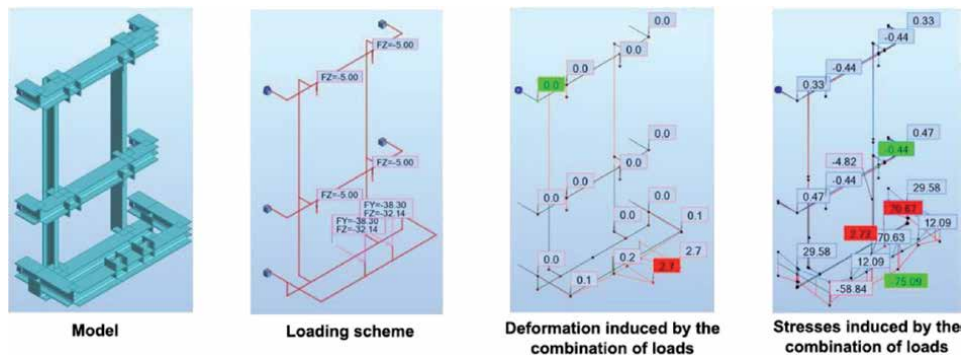 FZ=-5.00
FZ=-5.00
FZ=-5.00
FZ=-5.00
FY=-38.30
FZ=-32.14
FY=-38.30
FZ=-32.14
0.0
0.0
0.0
0.0
0.0
0.0
0.0
0.0
0.0
0.0
0.1
0.0
0.2
2.7
2.7
0.1
0.33
-0.44
-0.44
0.33
0.47
-0.44
-4.82
-0.44
0.47
29.58
70.67
12.09
2.73
70.63
29.58
12.09
-58.84
-75.09
Model
Loading scheme
Deformation induced by the
combination of loads
Stresses induced by the
combination of loads